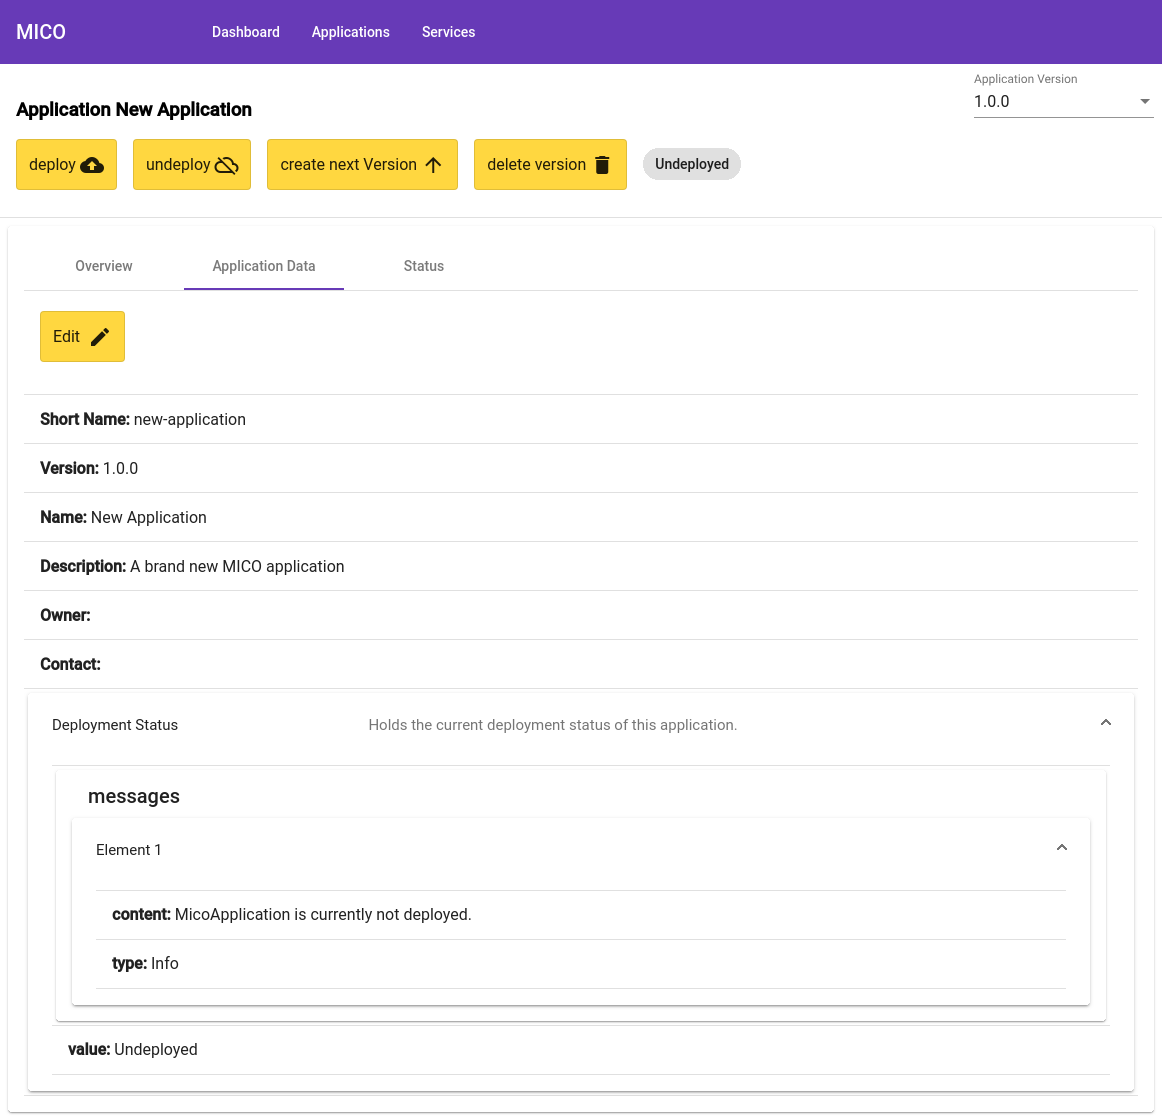 MICO
Dashboard
Applications
Services
Application Version
1.0.0
Application New Application
deploy
undeploy
create next Version
delete version
Undeployed
Overview
Application Data
Status
Edit
Short Name: new-application
Version: 1.0.0
Name: New Application
Description: A brand new MICO application
Owner:
Contact:
Deployment Status
Holds the current deployment status of this application.
messages
Element 1
content: MicoApplication is currently not deployed.
type: Info
value: Undeployed